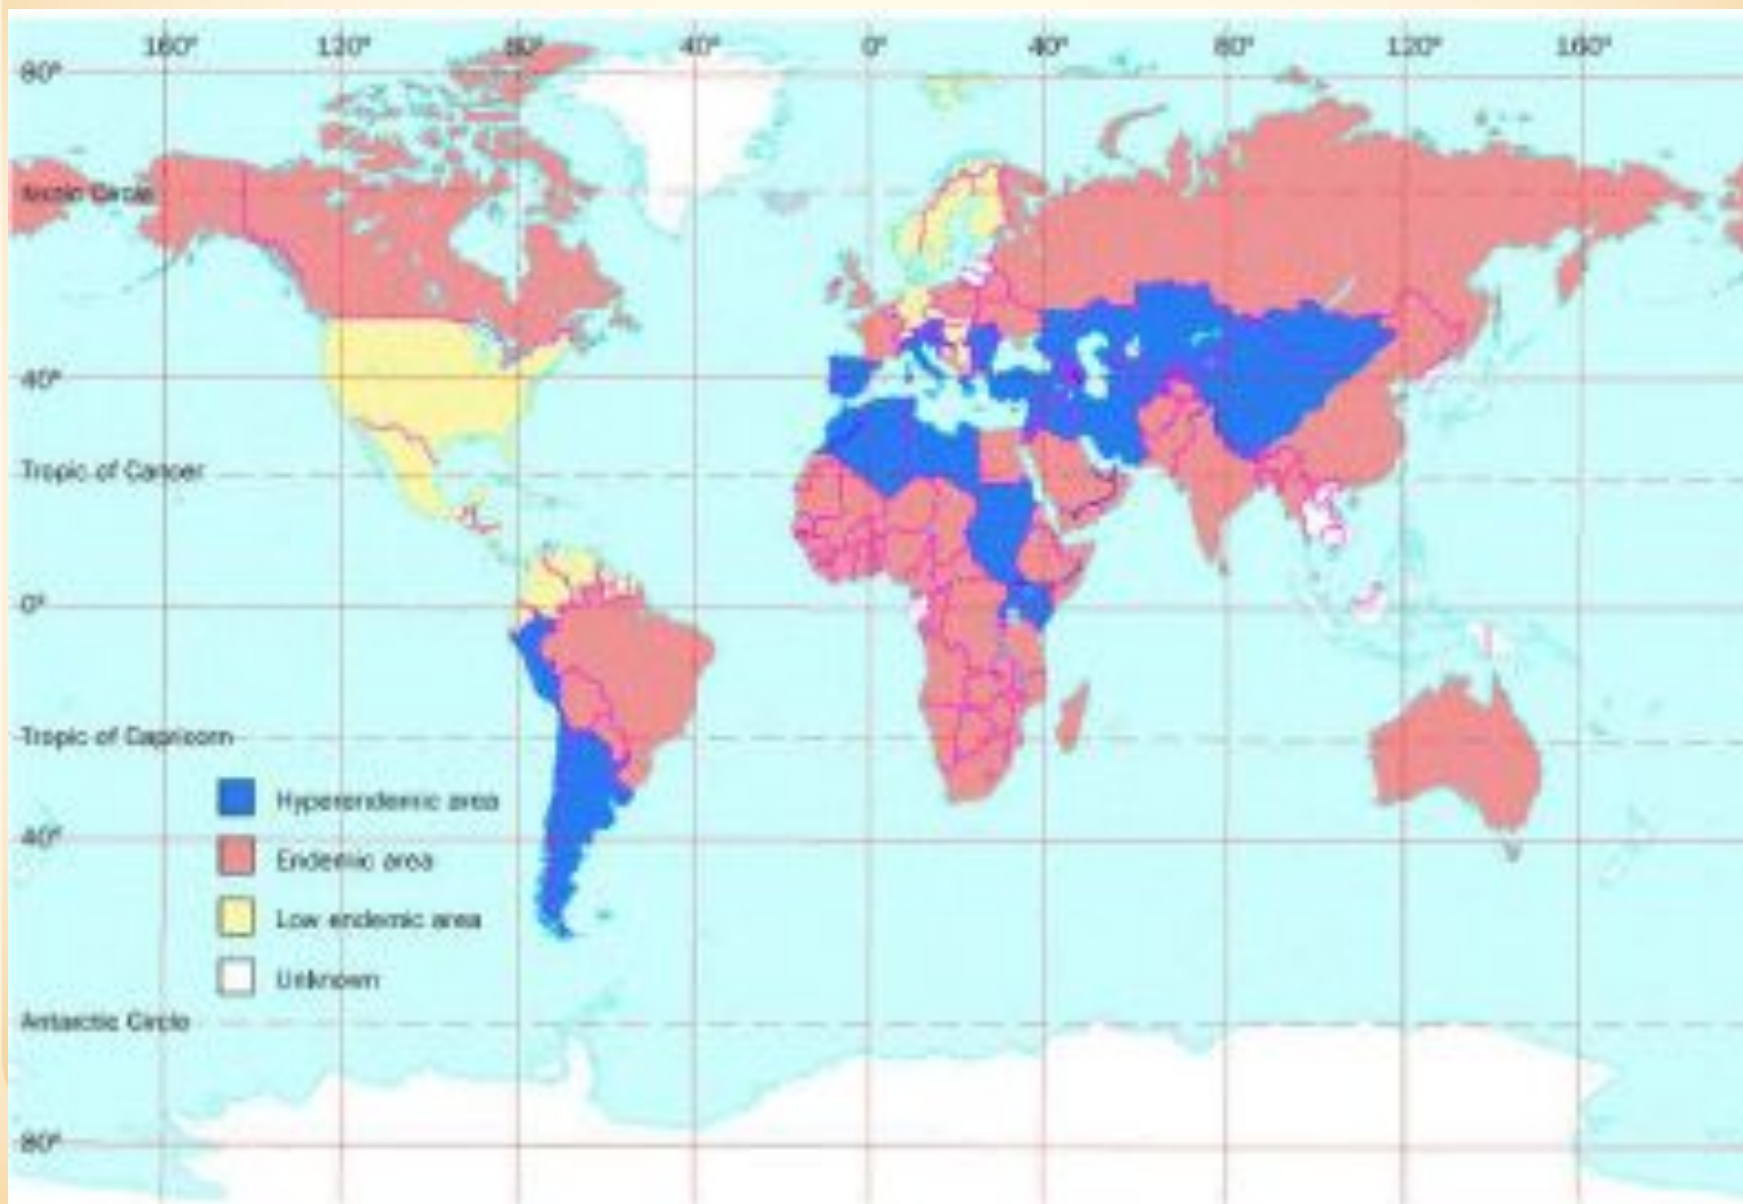 160° 120° 80° 40° 0° 40° 80° 120° 160°
80°
Arctic Circle
40°
Tropic of Cancer
0°
Tropic of Capricorn
Hyperendemic area
40°
Endemic area
Low endemic area
Unknown
Antarctic Circle
80°